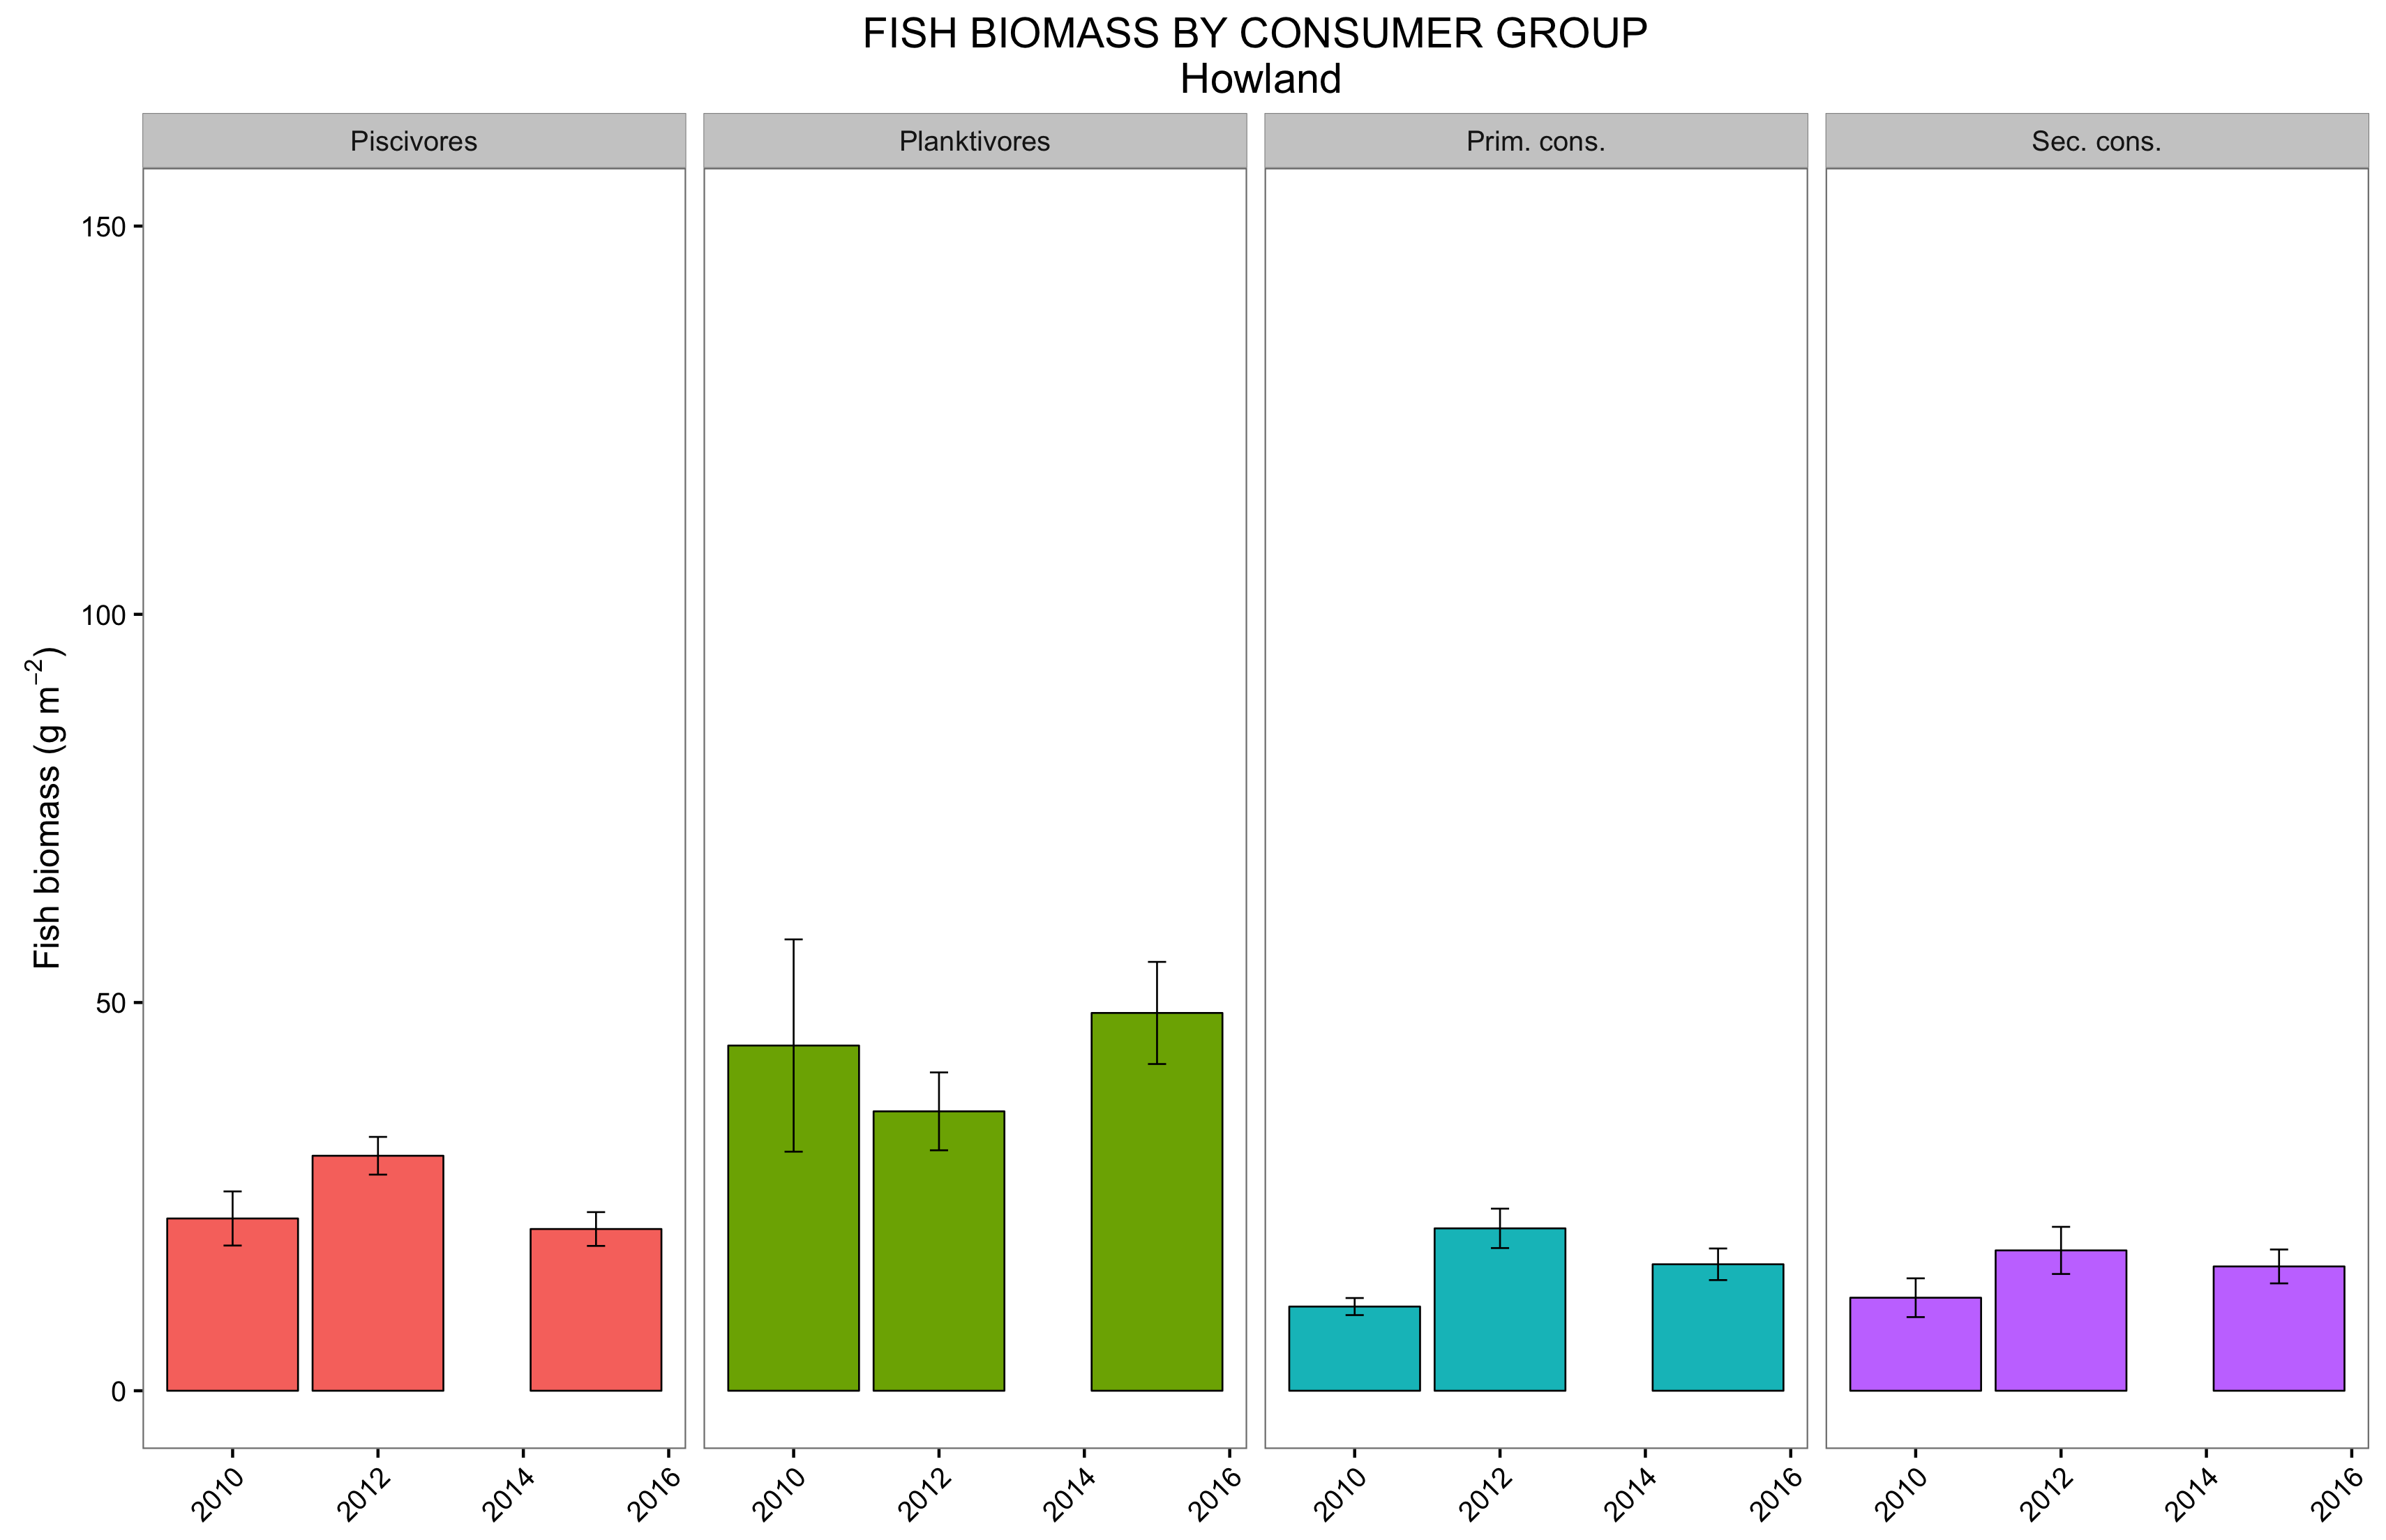 FISH BIOMASS BY CONSUMER GROUP
Howland
Piscivores
Planktivores
Prim. cons.
Sec. cons.
150
100
50
0
Fish biomass (g m⁻²)
2010 2012 2014 2016
2010 2012 2014 2016
2010 2012 2014 2016
2010 2012 2014 2016